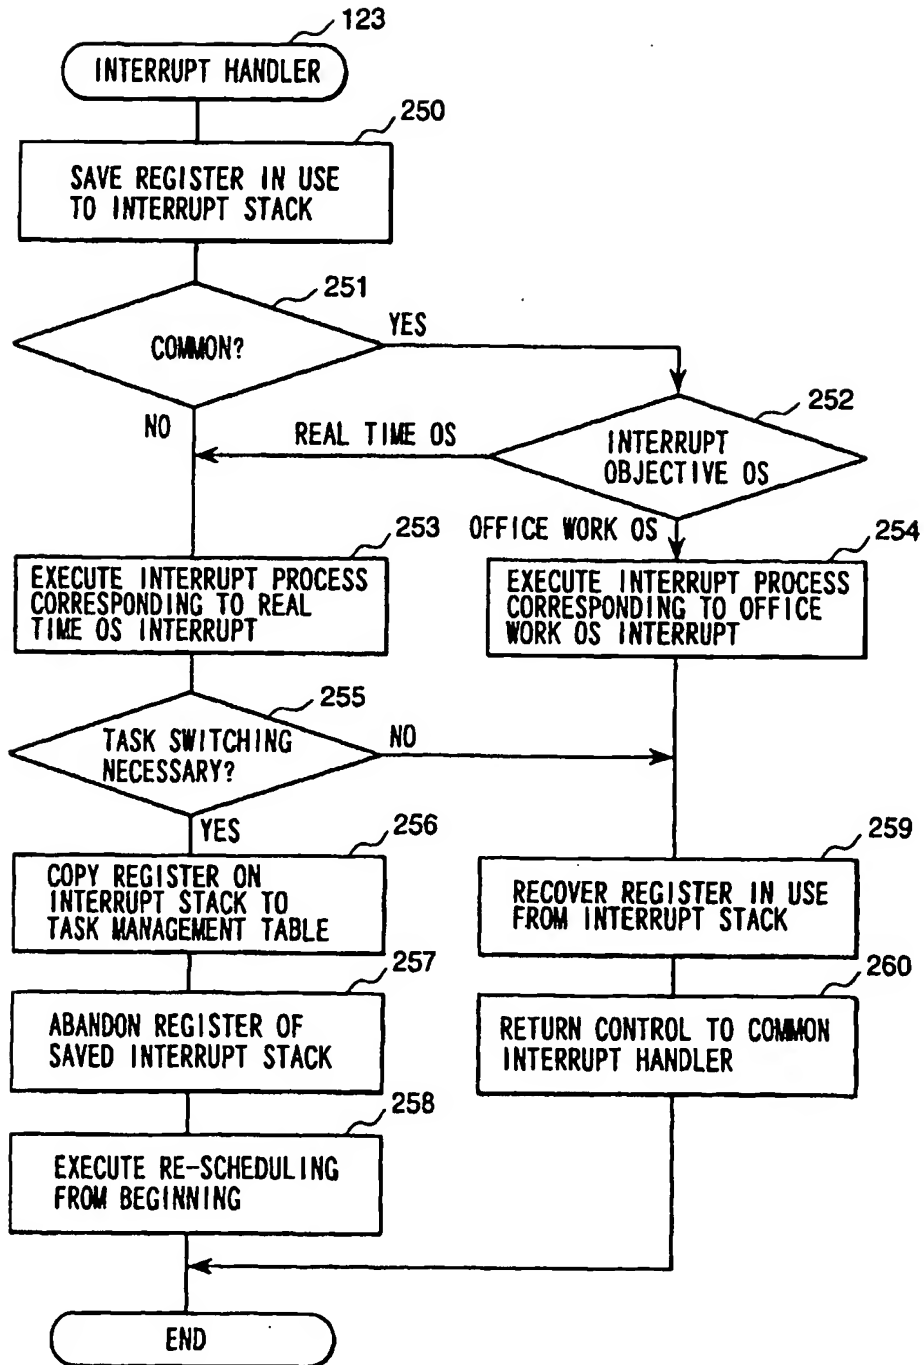 123
INTERRUPT HANDLER
250
SAVE REGISTER IN USE
TO INTERRUPT STACK
251
COMMON?
YES
NO
252
INTERRUPT
OBJECTIVE OS
REAL TIME OS
OFFICE WORK OS
253
EXECUTE INTERRUPT PROCESS
CORRESPONDING TO REAL
TIME OS INTERRUPT
254
EXECUTE INTERRUPT PROCESS
CORRESPONDING TO OFFICE
WORK OS INTERRUPT
255
TASK SWITCHING
NECESSARY?
NO
YES
256
COPY REGISTER ON
INTERRUPT STACK TO
TASK MANAGEMENT TABLE
259
RECOVER REGISTER IN USE
FROM INTERRUPT STACK
257
ABANDON REGISTER OF
SAVED INTERRUPT STACK
260
RETURN CONTROL TO COMMON
INTERRUPT HANDLER
258
EXECUTE RE-SCHEDULING
FROM BEGINNING
END